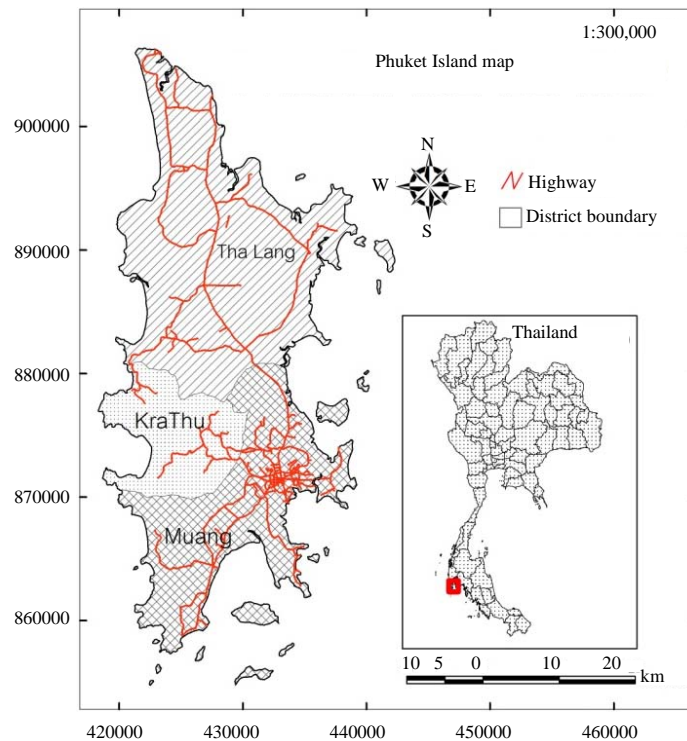 1:300,000
Phuket Island map
900000
N
W
E
S
Highway
District boundary
890000
Tha Lang
Thailand
880000
KraThu
870000
Muang
860000
10 5 0 10 20
km
420000 430000 440000 450000 460000